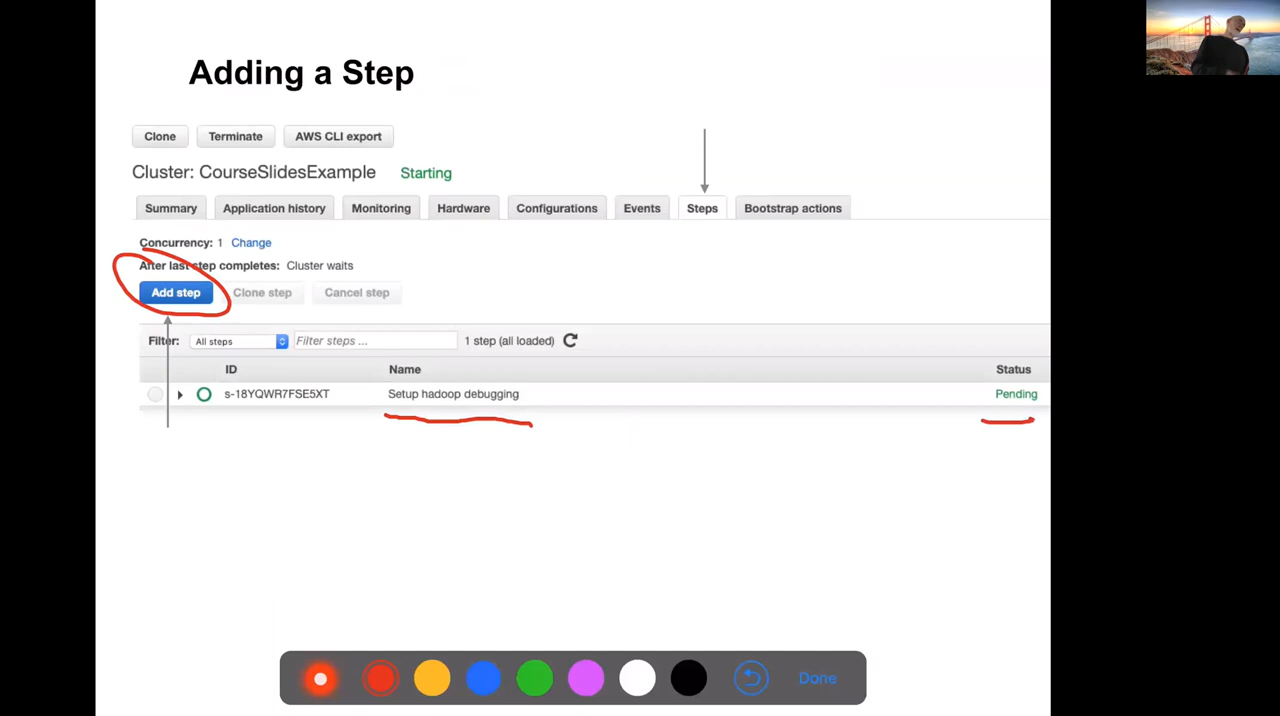 Adding a Step
Clone Terminate AWS CLI export
Cluster: CourseSlidesExample Starting
Summary Application history Monitoring Hardware Configurations Events Steps Bootstrap actions
Concurrency: 1 Change
After last step completes: Cluster waits
Add step Clone step Cancel step
Filter: All steps Filter steps ... 1 step (all loaded)
ID Name Status
s-18YQWR7FSE5XT Setup hadoop debugging Pending
Done